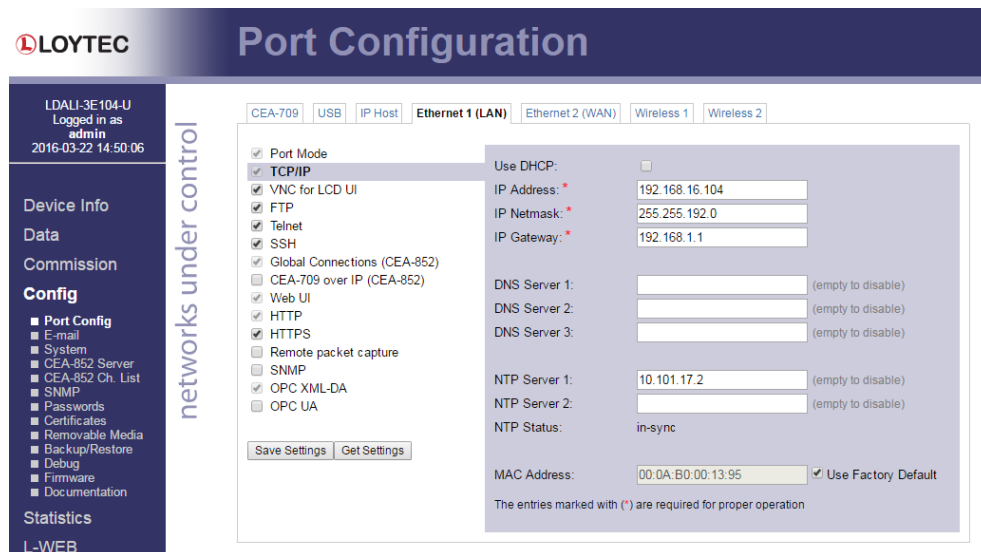 LOYTEC
Port Configuration
LDALI-3E104-U
Logged in as
admin
2016-03-22 14:50:06
Device Info
Data
Commission
Config
Port Config
E-mail
System
CEA-852 Server
CEA-852 Ch. List
SNMP
Passwords
Certificates
Removable Media
Backup/Restore
Debug
Firmware
Documentation
Statistics
L-WEB
networks under control
CEA-709 USB IP Host Ethernet 1 (LAN) Ethernet 2 (WAN) Wireless 1 Wireless 2
Port Mode
TCP/IP
VNC for LCD UI
FTP
Telnet
SSH
Global Connections (CEA-852)
CEA-709 over IP (CEA-852)
Web UI
HTTP
HTTPS
Remote packet capture
SNMP
OPC XML-DA
OPC UA
Save Settings Get Settings
Use DHCP:
IP Address: * 192.168.16.104
IP Netmask: * 255.255.192.0
IP Gateway: * 192.168.1.1
DNS Server 1: (empty to disable)
DNS Server 2: (empty to disable)
DNS Server 3: (empty to disable)
NTP Server 1: 10.101.17.2 (empty to disable)
NTP Server 2: (empty to disable)
NTP Status: in-sync
MAC Address: 00:0A:B0:00:13:95 Use Factory Default
The entries marked with (*) are required for proper operation